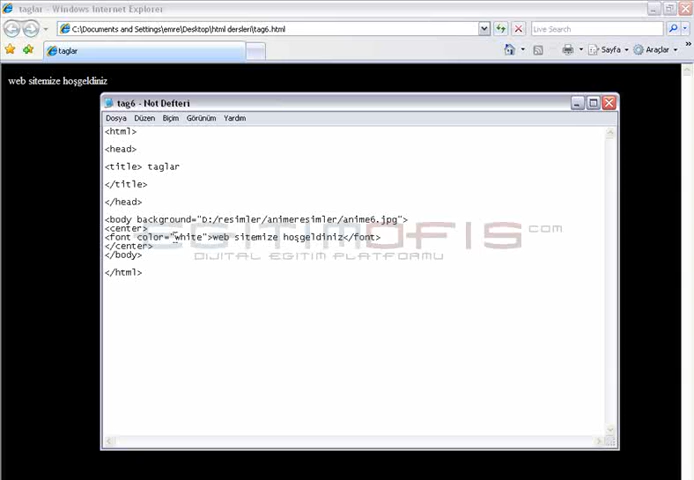 taglar - Windows Internet Explorer
C:\Documents and Settings\emre\Desktop\html dersleri\tag6.html
Live Search
taglar
Sayfa
Araçlar
web sitemize hoşgeldiniz
tag6 - Not Defteri
Dosya Düzen Biçim Görünüm Yardım
<html>
<head>
<title> taglar
</title>
</head>
<body background="D:/resimler/animeresimler/anime6.jpg">
<center>
<font color="white">web sitemize hoşgeldiniz</font>
</center>
</body>
</html>
EGITIMOFIS.com
DIJITAL EGITIM PLATFORMU